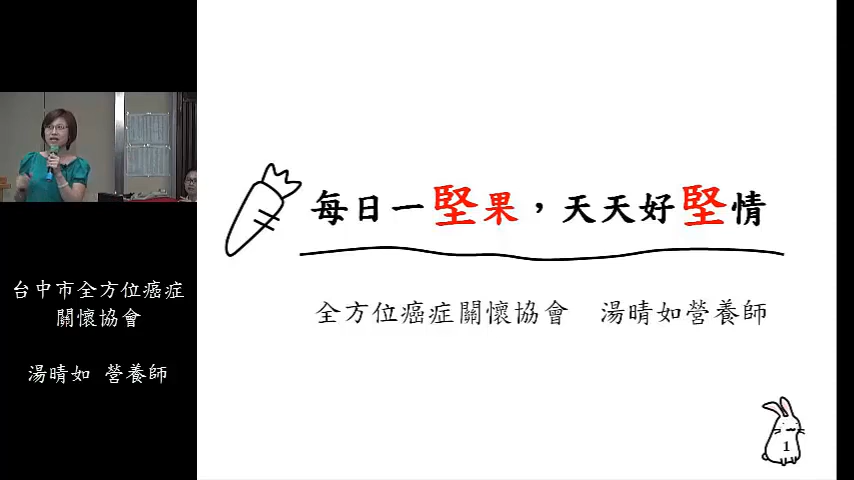 每日一堅果，天天好堅情
全方位癌症關懷協會 湯晴如營養師
台中市全方位癌症
關懷協會
湯晴如 營養師
1